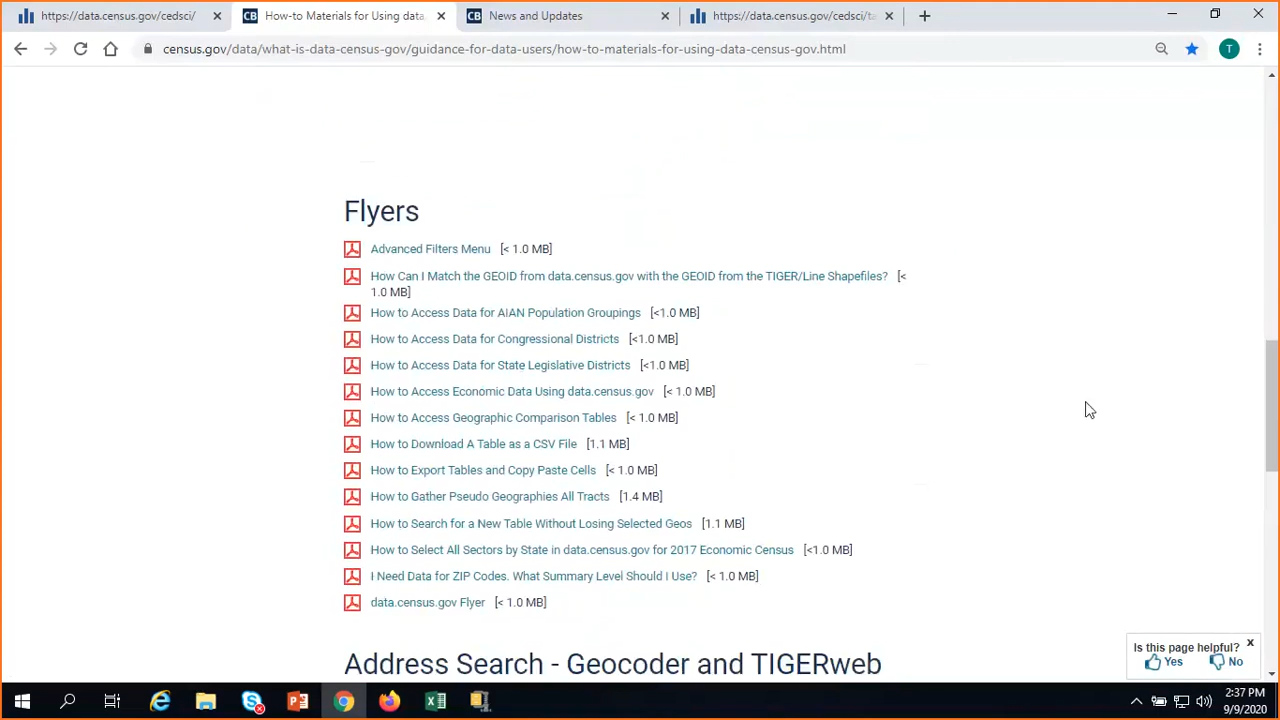 https://data.census.gov/cedsci/
How-to Materials for Using data.
CB
News and Updates
https://data.census.gov/cedsci/ta
census.gov/data/what-is-data-census-gov/guidance-for-data-users/how-to-materials-for-using-data-census-gov.html
T
Flyers
Advanced Filters Menu [< 1.0 MB]
How Can I Match the GEOID from data.census.gov with the GEOID from the TIGER/Line Shapefiles? [<
1.0 MB]
How to Access Data for AIAN Population Groupings [<1.0 MB]
How to Access Data for Congressional Districts [<1.0 MB]
How to Access Data for State Legislative Districts [<1.0 MB]
How to Access Economic Data Using data.census.gov [< 1.0 MB]
How to Access Geographic Comparison Tables [< 1.0 MB]
How to Download A Table as a CSV File [1.1 MB]
How to Export Tables and Copy Paste Cells [< 1.0 MB]
How to Gather Pseudo Geographies All Tracts [1.4 MB]
How to Search for a New Table Without Losing Selected Geos [1.1 MB]
How to Select All Sectors by State in data.census.gov for 2017 Economic Census [<1.0 MB]
I Need Data for ZIP Codes. What Summary Level Should I Use? [< 1.0 MB]
data.census.gov Flyer [< 1.0 MB]
Address Search - Geocoder and TIGERweb
Is this page helpful? x
Yes No
2:37 PM
9/9/2020